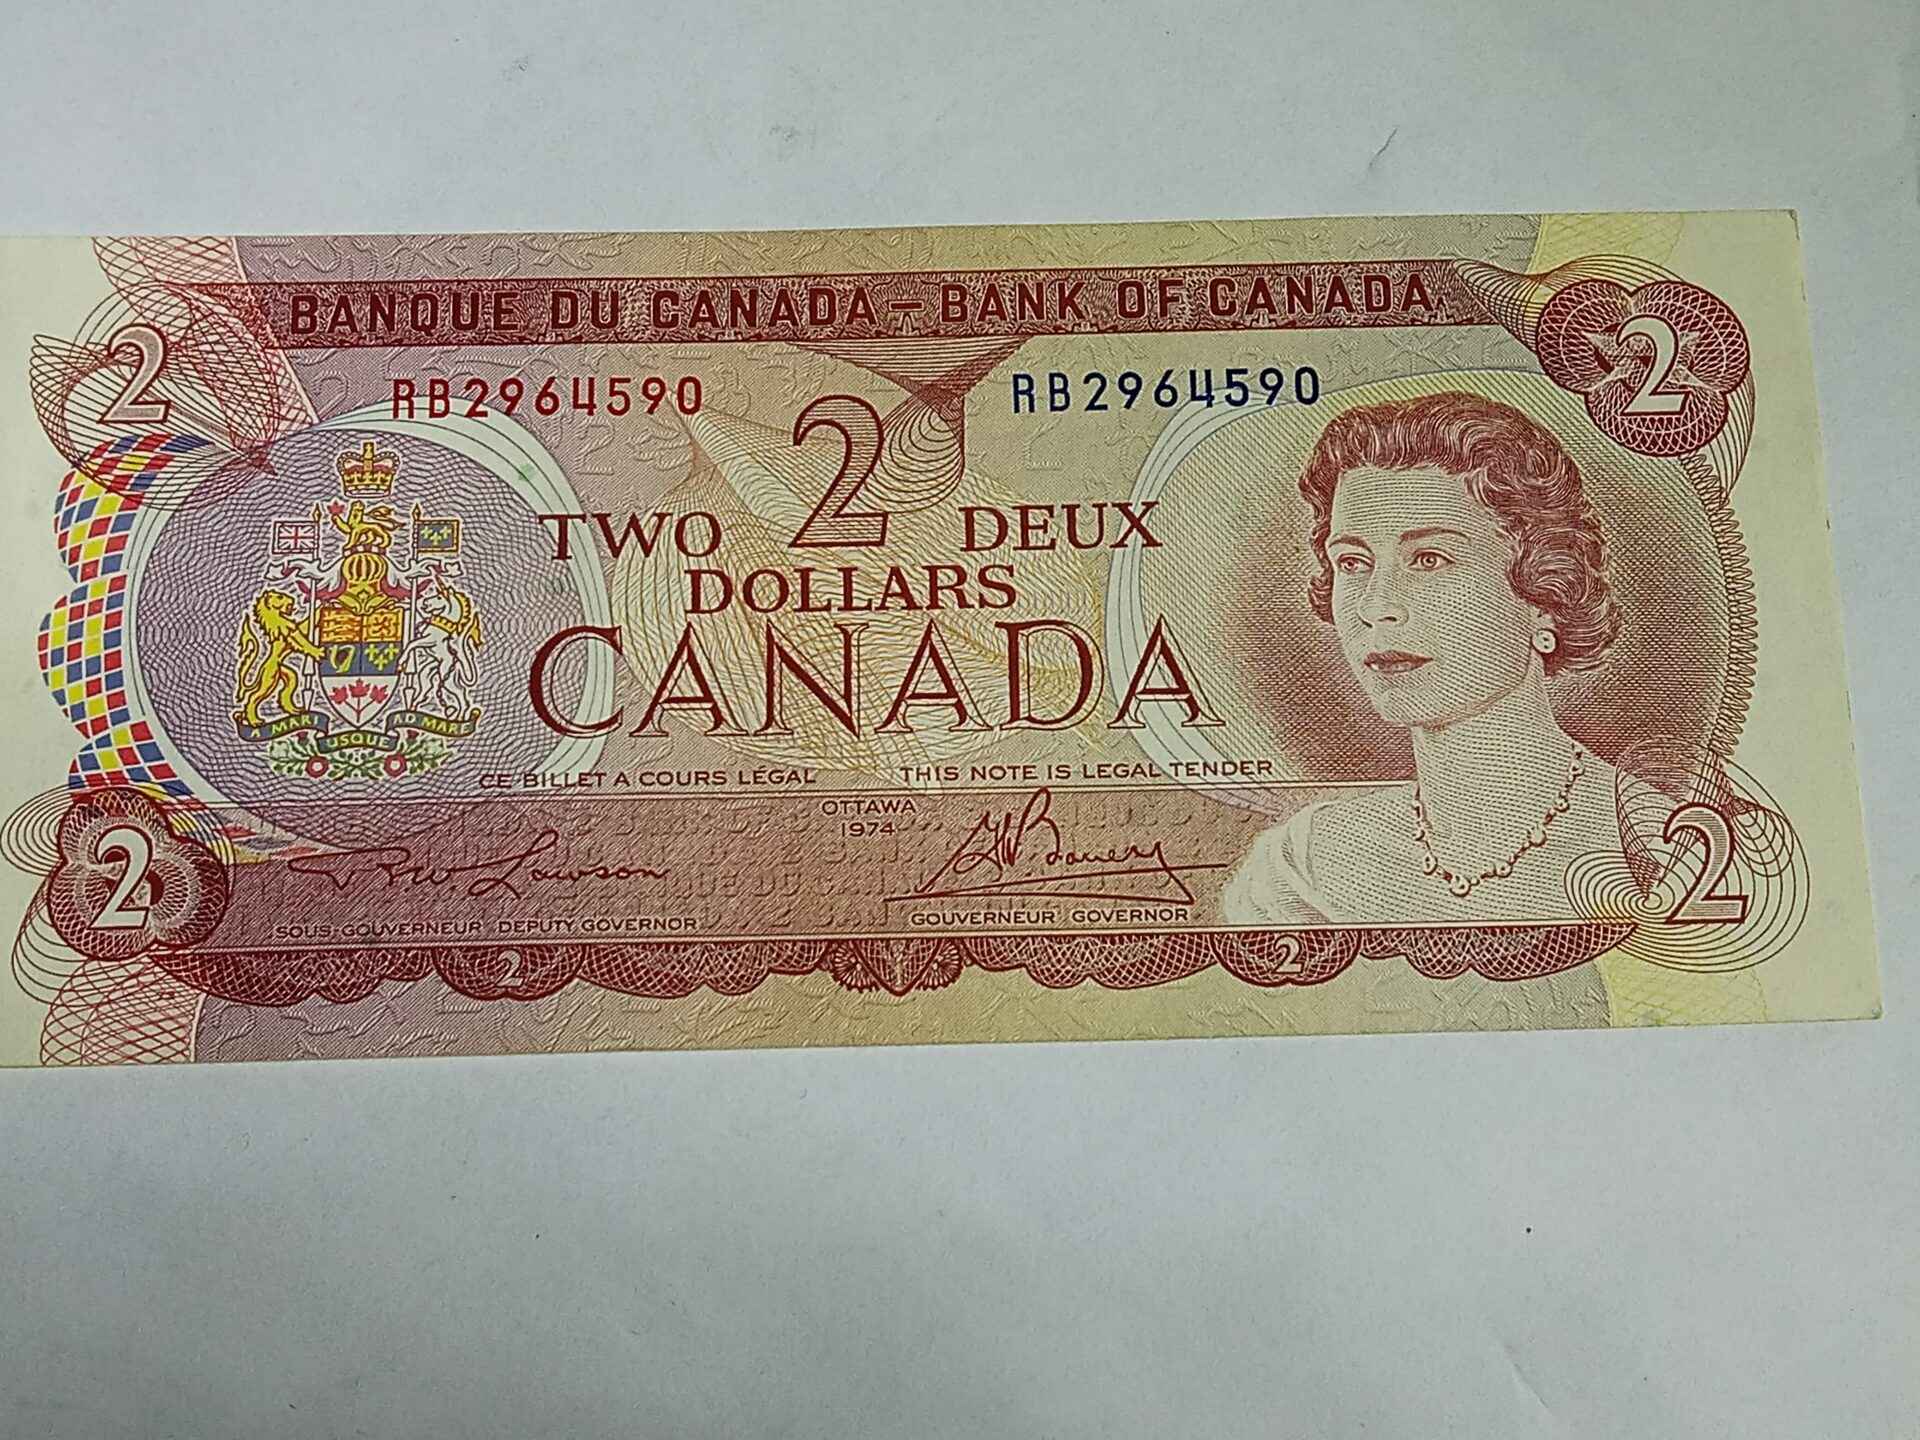 BANQUE DU CANADA — BANK OF CANADA
2 2
RB2964590 RB2964590
2
TWO DEUX
DOLLARS
CANADA
A MARI USQUE AD MARE
CE BILLET A COURS LÉGAL THIS NOTE IS LEGAL TENDER
OTTAWA
1974
R W Lawson G K Bouey
SOUS-GOUVERNEUR DEPUTY GOVERNOR GOUVERNEUR GOVERNOR
2 2
2 2